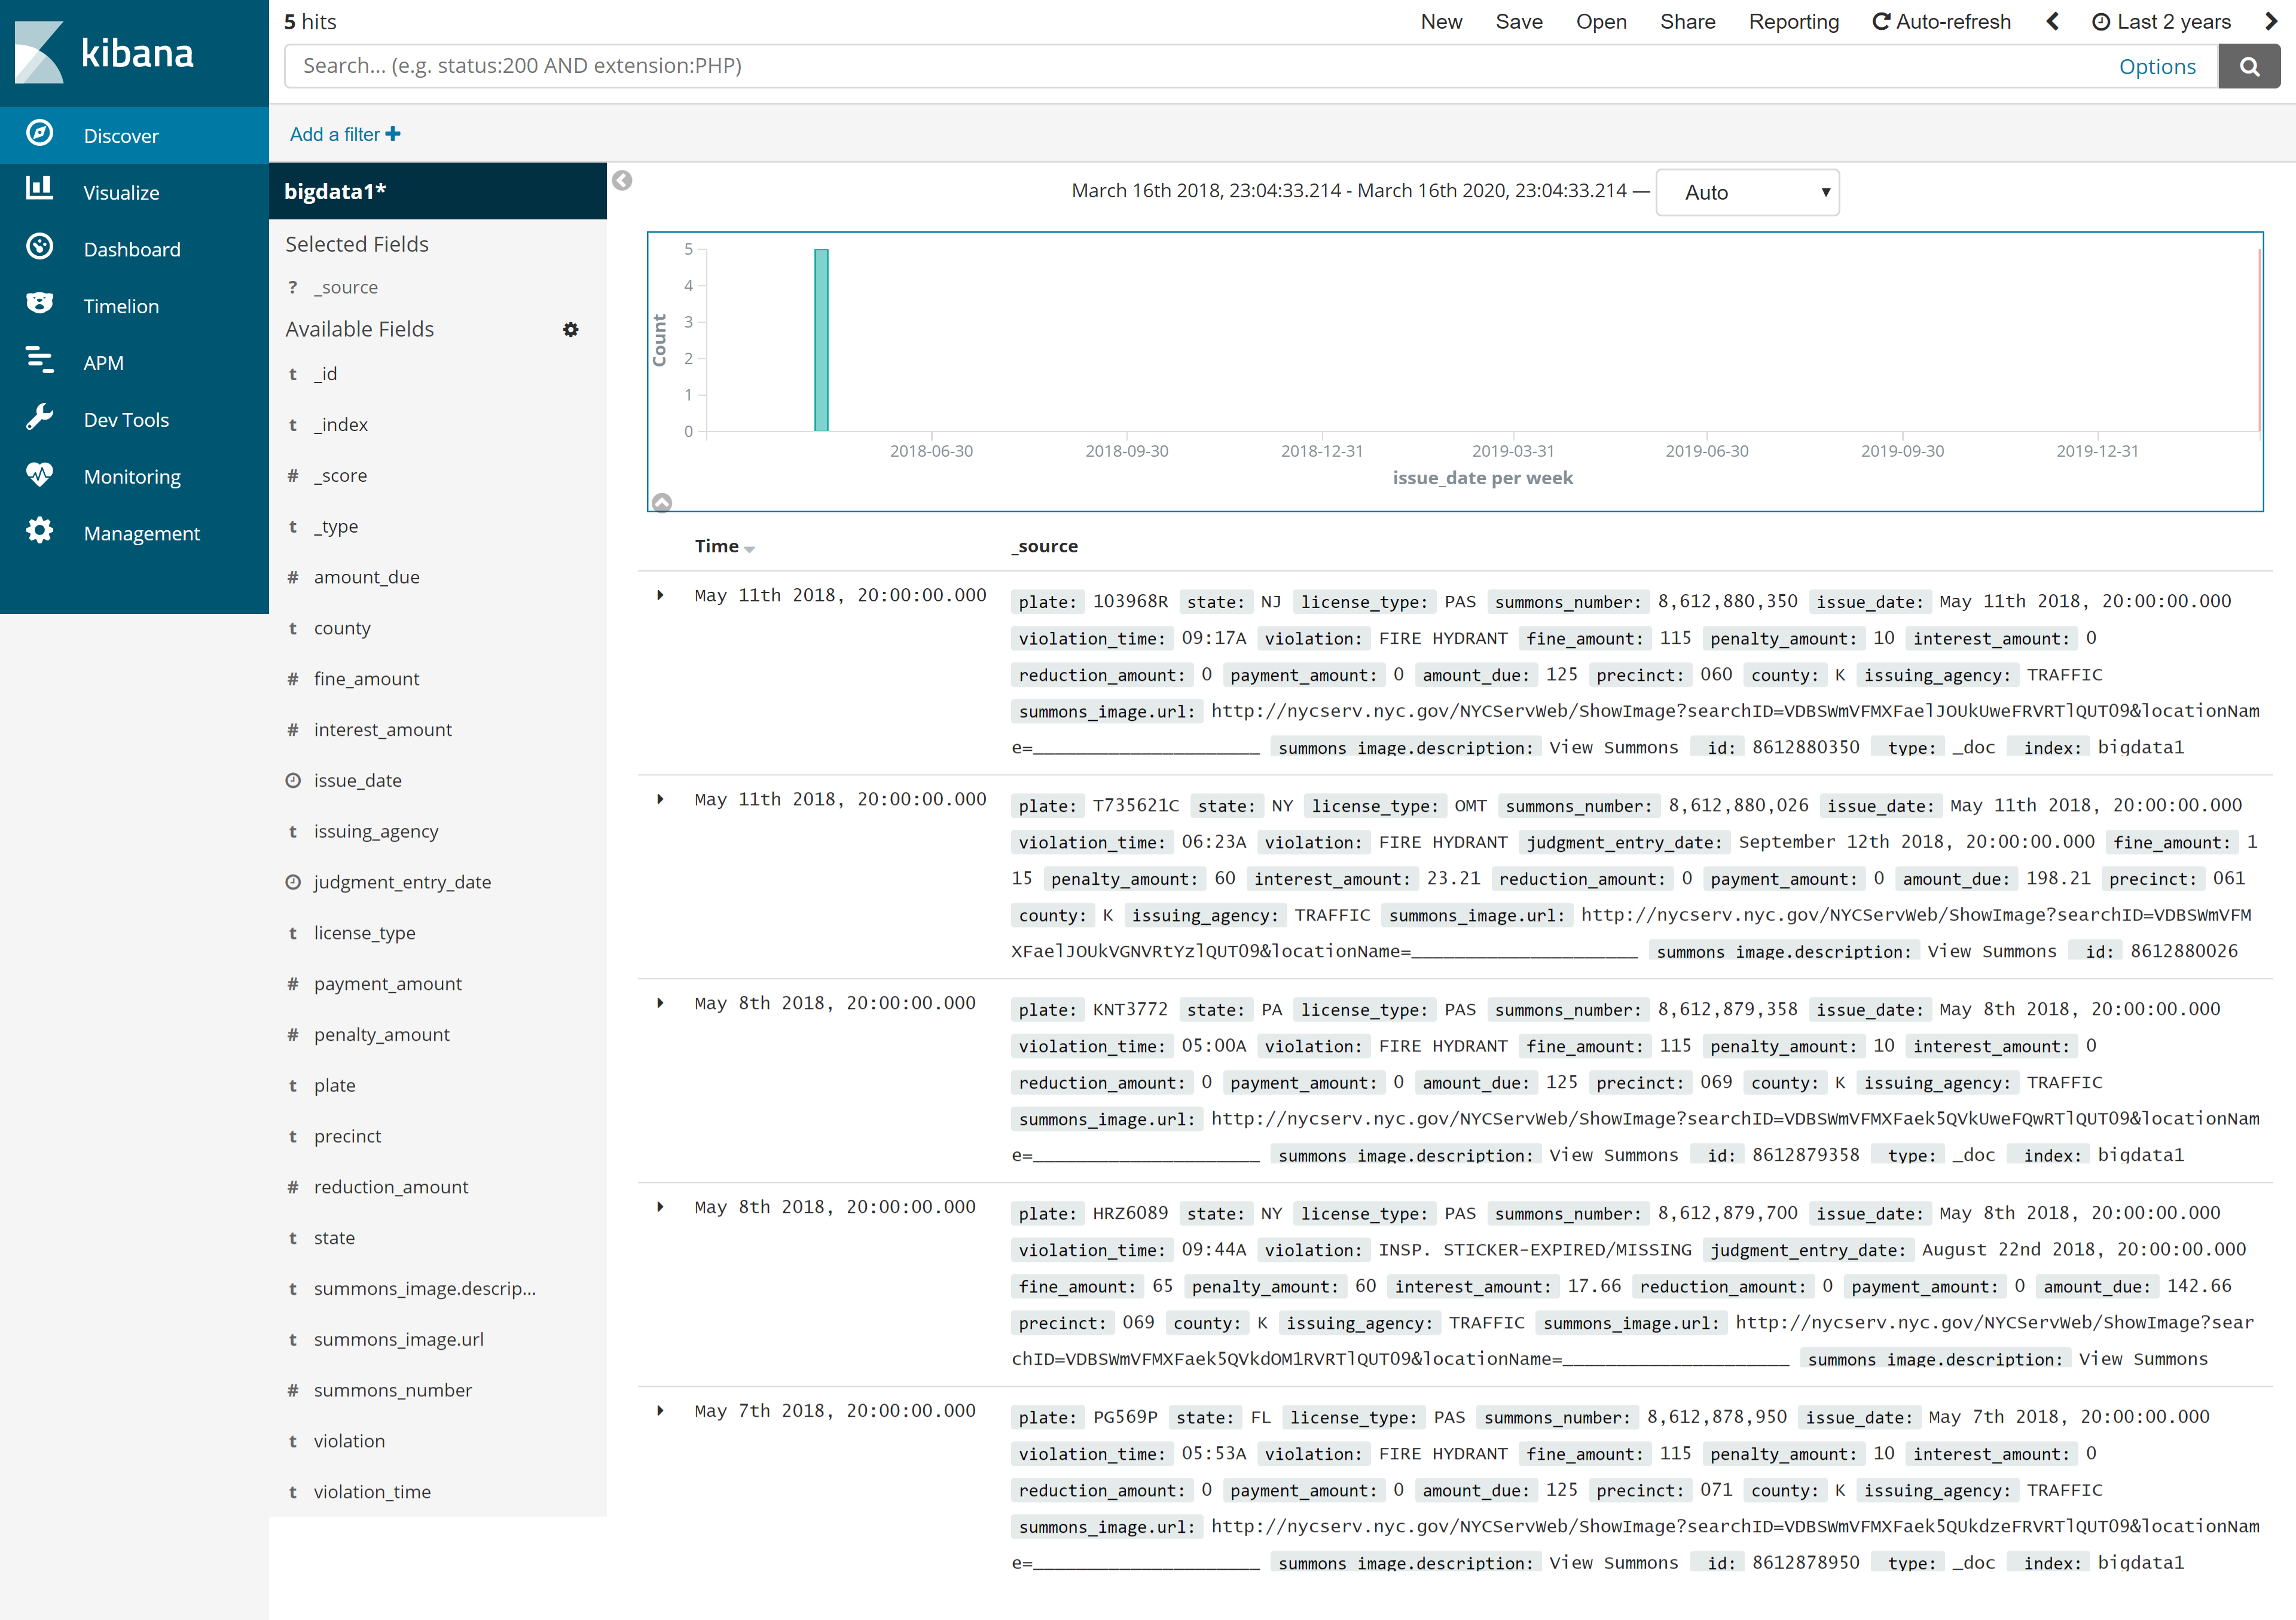 kibana
Discover
Visualize
Dashboard
Timelion
APM
Dev Tools
Monitoring
Management
5 hits
New Save Open Share Reporting Auto-refresh Last 2 years
Search... (e.g. status:200 AND extension:PHP)
Options
Add a filter
bigdata1*
Selected Fields
? _source
Available Fields
t _id
t _index
# _score
t _type
# amount_due
t county
# fine_amount
# interest_amount
issue_date
t issuing_agency
judgment_entry_date
t license_type
# payment_amount
# penalty_amount
t plate
t precinct
# reduction_amount
t state
t summons_image.descrip...
t summons_image.url
# summons_number
t violation
t violation_time
March 16th 2018, 23:04:33.214 - March 16th 2020, 23:04:33.214 — Auto
Count
5
4
3
2
1
0
2018-06-30 2018-09-30 2018-12-31 2019-03-31 2019-06-30 2019-09-30 2019-12-31
issue_date per week
Time _source
May 11th 2018, 20:00:00.000 plate: 103968R state: NJ license_type: PAS summons_number: 8,612,880,350 issue_date: May 11th 2018, 20:00:00.000
violation_time: 09:17A violation: FIRE HYDRANT fine_amount: 115 penalty_amount: 10 interest_amount: 0
reduction_amount: 0 payment_amount: 0 amount_due: 125 precinct: 060 county: K issuing_agency: TRAFFIC
summons_image.url: http://nycserv.nyc.gov/NYCServWeb/ShowImage?searchID=VDBSWmVFMXFaelJOUkUweFRVRTlQUT09&locationNam
e=_____________________ summons_image.description: View Summons _id: 8612880350 _type: _doc _index: bigdata1
May 11th 2018, 20:00:00.000 plate: T735621C state: NY license_type: OMT summons_number: 8,612,880,026 issue_date: May 11th 2018, 20:00:00.000
violation_time: 06:23A violation: FIRE HYDRANT judgment_entry_date: September 12th 2018, 20:00:00.000 fine_amount: 1
15 penalty_amount: 60 interest_amount: 23.21 reduction_amount: 0 payment_amount: 0 amount_due: 198.21 precinct: 061
county: K issuing_agency: TRAFFIC summons_image.url: http://nycserv.nyc.gov/NYCServWeb/ShowImage?searchID=VDBSWmVFM
XFaelJOUkVGNVRtYzlQUT09&locationName=_____________________ summons_image.description: View Summons _id: 8612880026
May 8th 2018, 20:00:00.000 plate: KNT3772 state: PA license_type: PAS summons_number: 8,612,879,358 issue_date: May 8th 2018, 20:00:00.000
violation_time: 05:00A violation: FIRE HYDRANT fine_amount: 115 penalty_amount: 10 interest_amount: 0
reduction_amount: 0 payment_amount: 0 amount_due: 125 precinct: 069 county: K issuing_agency: TRAFFIC
summons_image.url: http://nycserv.nyc.gov/NYCServWeb/ShowImage?searchID=VDBSWmVFMXFaek5QVkUweFQwRTlQUT09&locationNam
e=_____________________ summons_image.description: View Summons _id: 8612879358 _type: _doc _index: bigdata1
May 8th 2018, 20:00:00.000 plate: HRZ6089 state: NY license_type: PAS summons_number: 8,612,879,700 issue_date: May 8th 2018, 20:00:00.000
violation_time: 09:44A violation: INSP. STICKER-EXPIRED/MISSING judgment_entry_date: August 22nd 2018, 20:00:00.000
fine_amount: 65 penalty_amount: 60 interest_amount: 17.66 reduction_amount: 0 payment_amount: 0 amount_due: 142.66
precinct: 069 county: K issuing_agency: TRAFFIC summons_image.url: http://nycserv.nyc.gov/NYCServWeb/ShowImage?sear
chID=VDBSWmVFMXFaek5QVkdOM1RVRTlQUT09&locationName=_____________________ summons_image.description: View Summons
May 7th 2018, 20:00:00.000 plate: PG569P state: FL license_type: PAS summons_number: 8,612,878,950 issue_date: May 7th 2018, 20:00:00.000
violation_time: 05:53A violation: FIRE HYDRANT fine_amount: 115 penalty_amount: 10 interest_amount: 0
reduction_amount: 0 payment_amount: 0 amount_due: 125 precinct: 071 county: K issuing_agency: TRAFFIC
summons_image.url: http://nycserv.nyc.gov/NYCServWeb/ShowImage?searchID=VDBSWmVFMXFaek5QUkdzeFRVRTlQUT09&locationNam
e=_____________________ summons_image.description: View Summons _id: 8612878950 _type: _doc _index: bigdata1